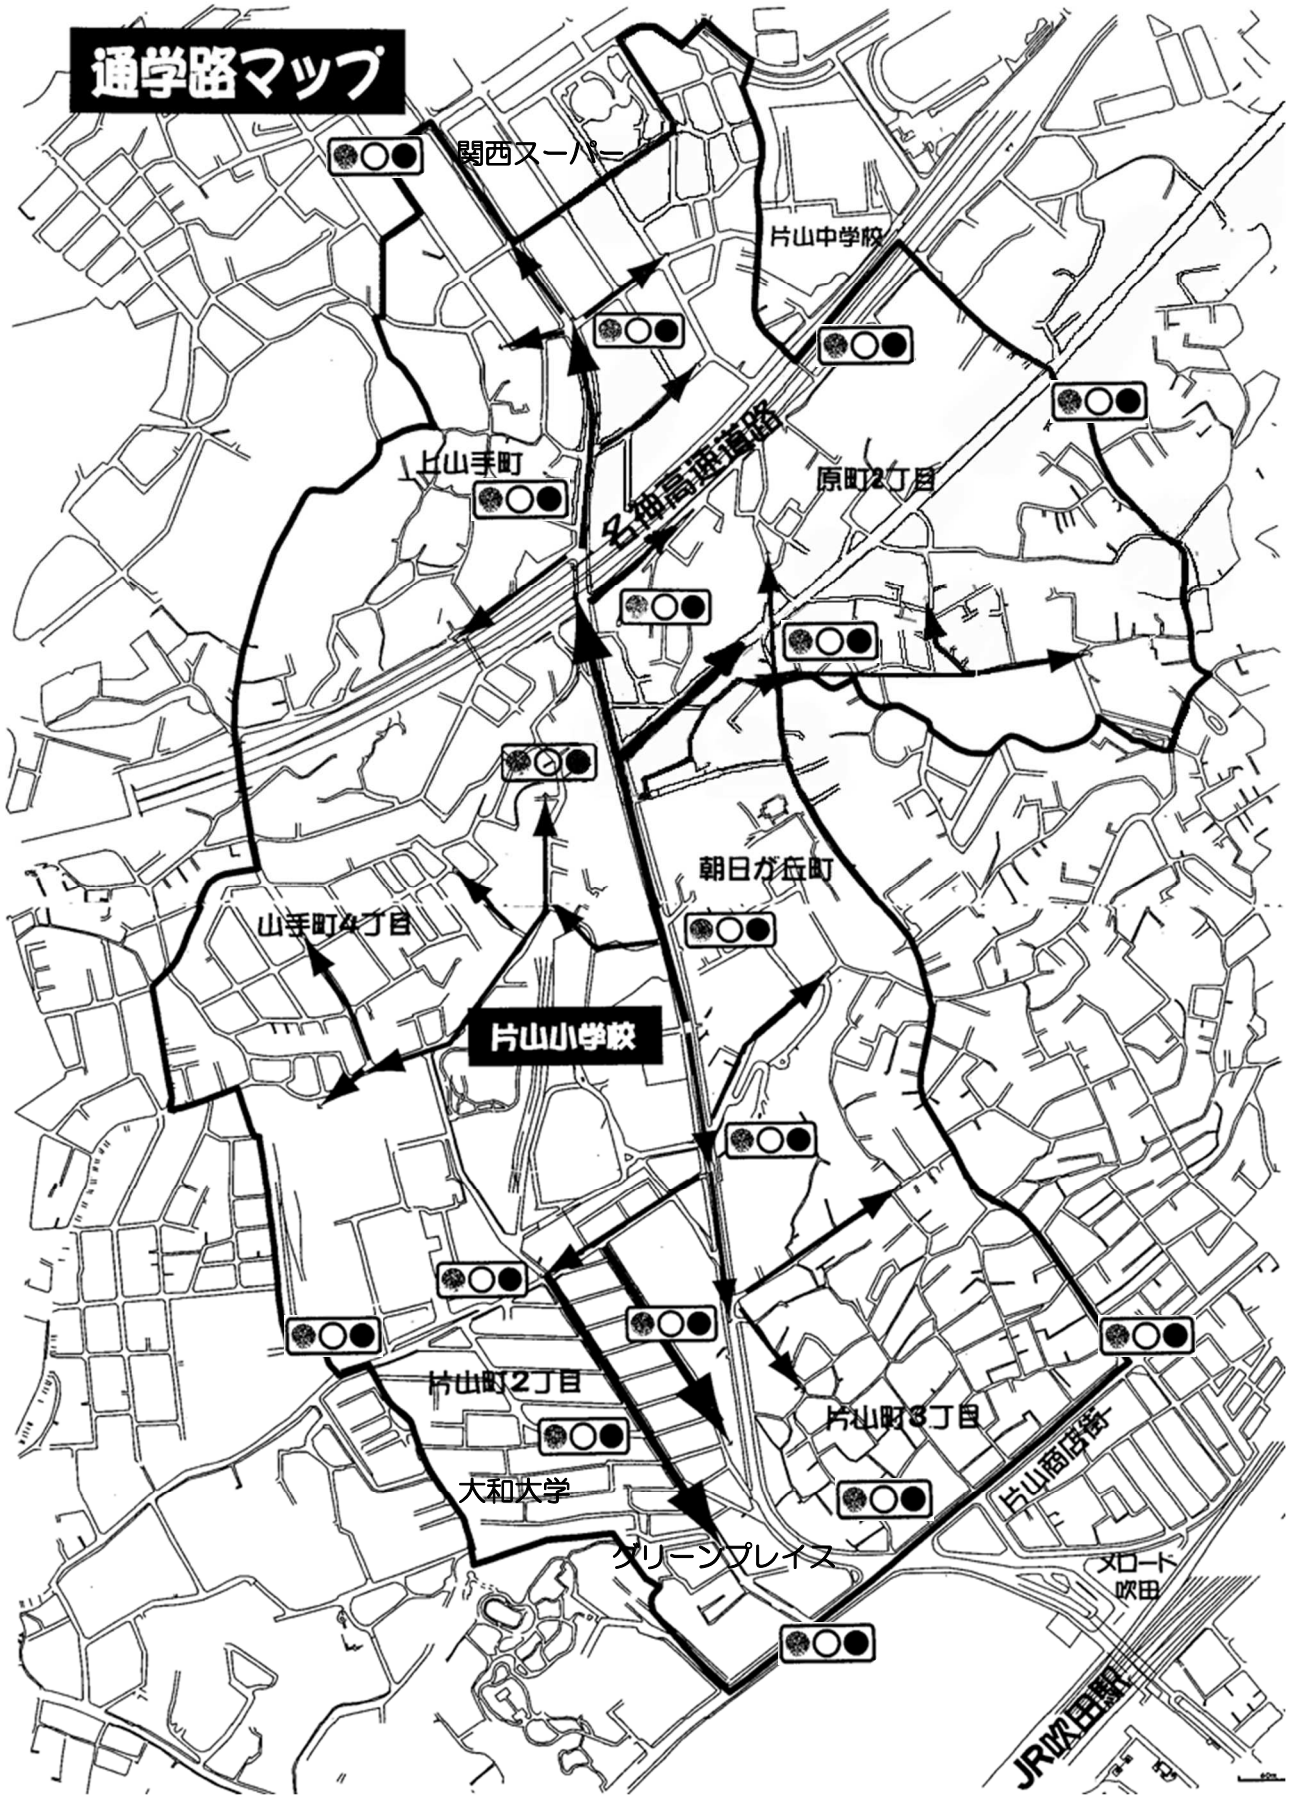 通学路マップ
関西スーパー
片山中学校
上山手町
名神高速道路
原町2丁目
朝日が丘町
山手町4丁目
片山小学校
片山町2丁目
片山町3丁目
大和大学
片山商店街
グリーンプレイス
メロード
吹田
JR吹田駅